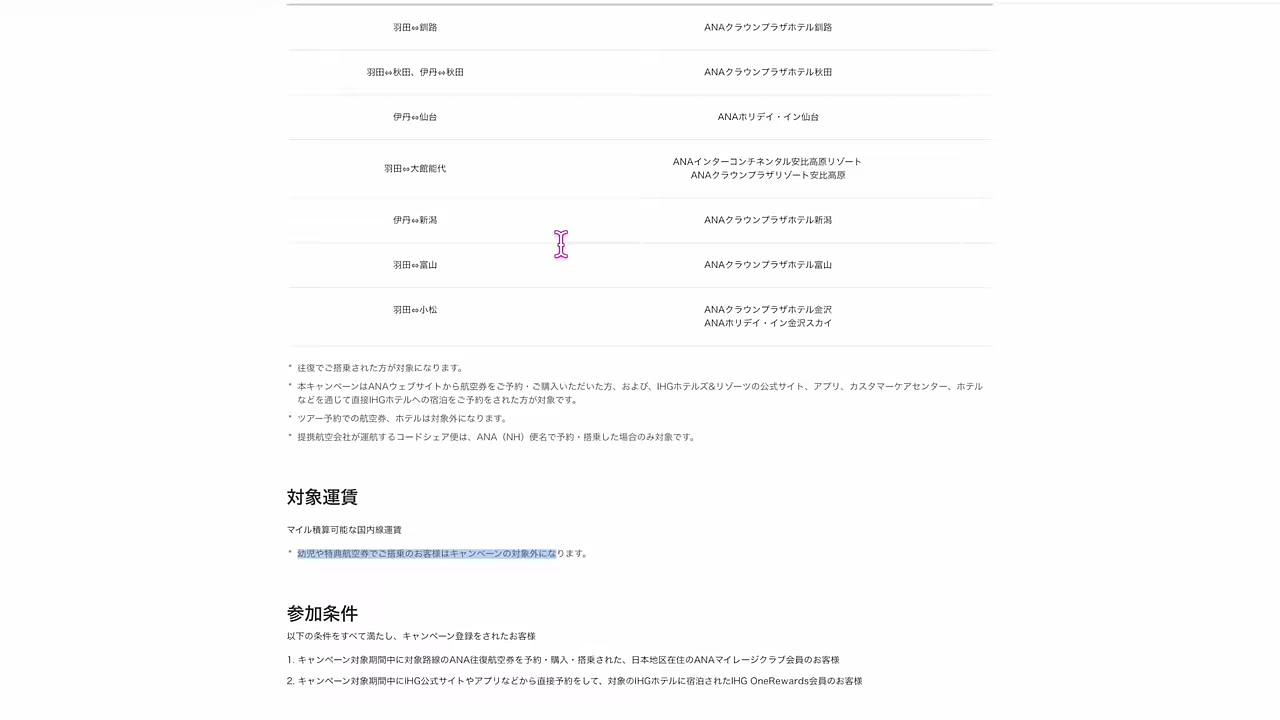 羽田⇔釧路 ANAクラウンプラザホテル釧路
羽田⇔秋田、伊丹⇔秋田 ANAクラウンプラザホテル秋田
伊丹⇔仙台 ANAホリデイ・イン仙台
羽田⇔大館能代 ANAインターコンチネンタル安比高原リゾート
ANAクラウンプラザリゾート安比高原
伊丹⇔新潟 ANAクラウンプラザホテル新潟
羽田⇔富山 ANAクラウンプラザホテル富山
羽田⇔小松 ANAクラウンプラザホテル金沢
ANAホリデイ・イン金沢スカイ
* 往復でご搭乗された方が対象になります。
* 本キャンペーンはANAウェブサイトから航空券をご予約・ご購入いただいた方、および、IHGホテルズ&リゾーツの公式サイト、アプリ、カスタマーケアセンター、ホテル
などを通じて直接IHGホテルへの宿泊をご予約をされた方が対象です。
* ツアー予約での航空券、ホテルは対象外になります。
* 提携航空会社が運航するコードシェア便は、ANA（NH）便名で予約・搭乗した場合のみ対象です。
対象運賃
マイル積算可能な国内線運賃
* 幼児や特典航空券でご搭乗のお客様はキャンペーンの対象外になります。
参加条件
以下の条件をすべて満たし、キャンペーン登録をされたお客様
1. キャンペーン対象期間中に対象路線のANA往復航空券を予約・購入・搭乗された、日本地区在住のANAマイレージクラブ会員のお客様
2. キャンペーン対象期間中にIHG公式サイトやアプリなどから直接予約をして、対象のIHGホテルに宿泊されたIHG OneRewards会員のお客様